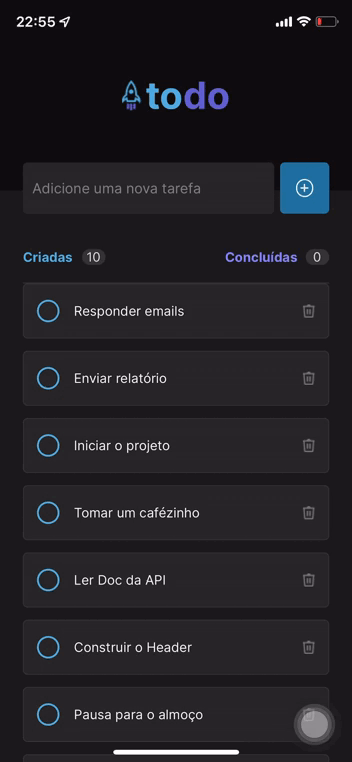 22:55
todo
Adicione uma nova tarefa
Criadas 10 Concluídas 0
Responder emails
Enviar relatório
Iniciar o projeto
Tomar um cafézinho
Ler Doc da API
Construir o Header
Pausa para o almoço